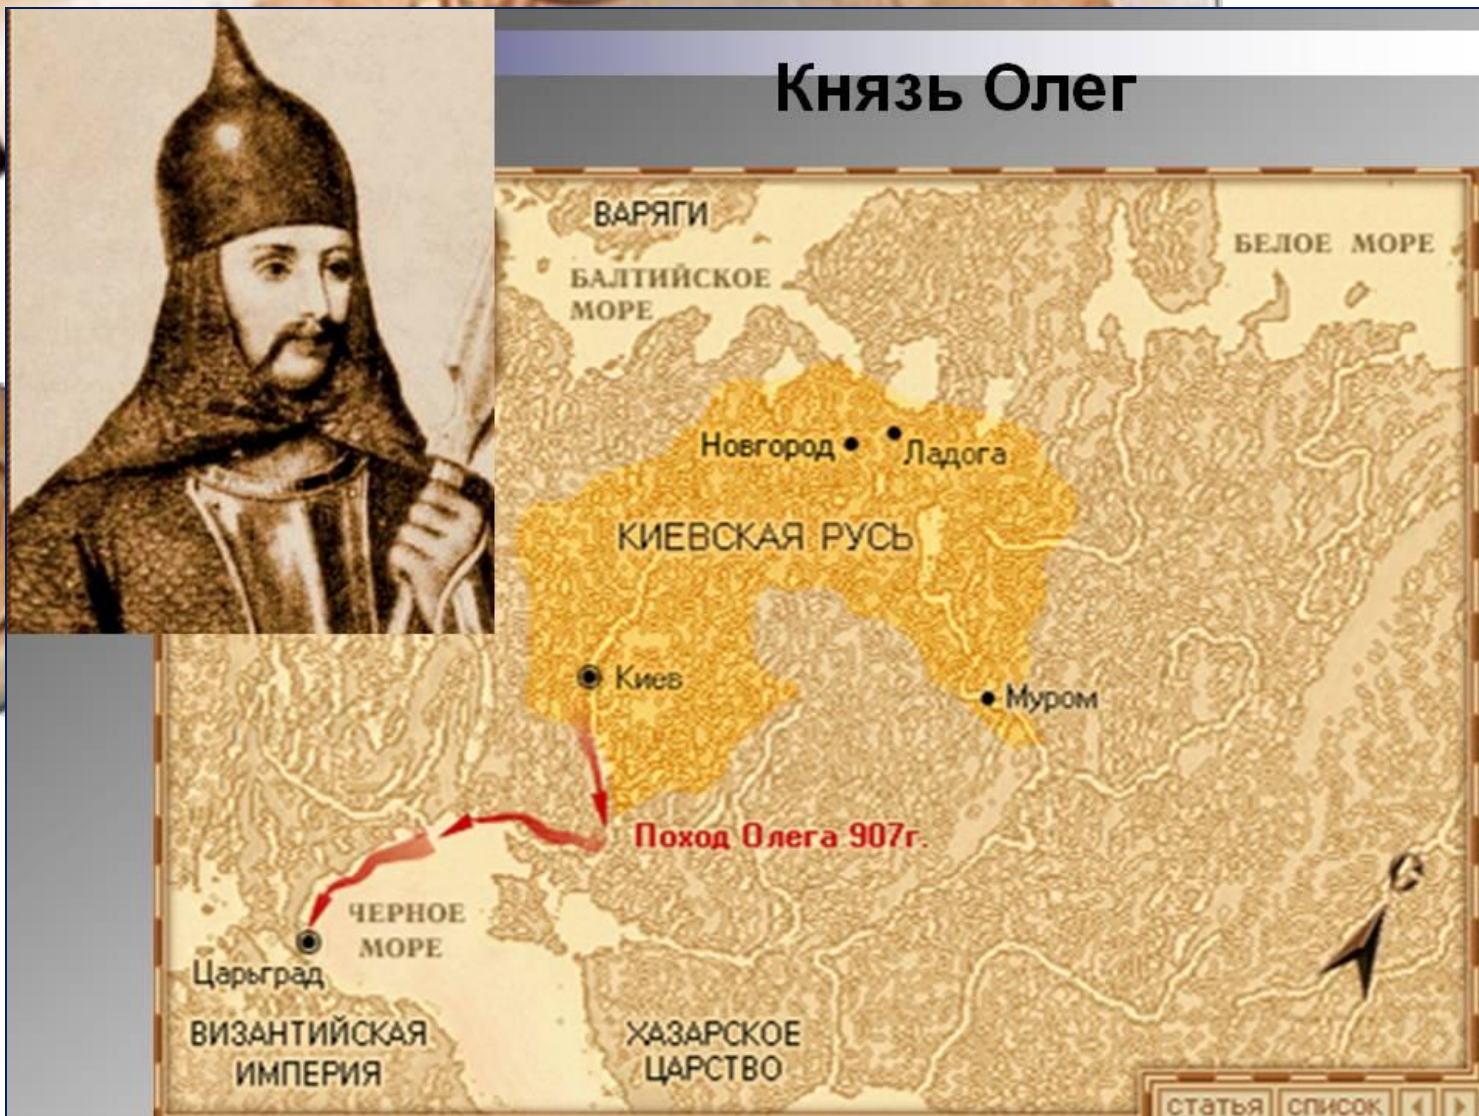 Князь Олег
ВАРЯГИ
БЕЛОЕ МОРЕ
БАЛТИЙСКОЕ
МОРЕ
Новгород
Ладога
КИЕВСКАЯ РУСЬ
Киев
Муром
Поход Олега 907г.
С
ЧЕРНОЕ
МОРЕ
Царьград
ВИЗАНТИЙСКАЯ
ИМПЕРИЯ
ХАЗАРСКОЕ
ЦАРСТВО
статья список